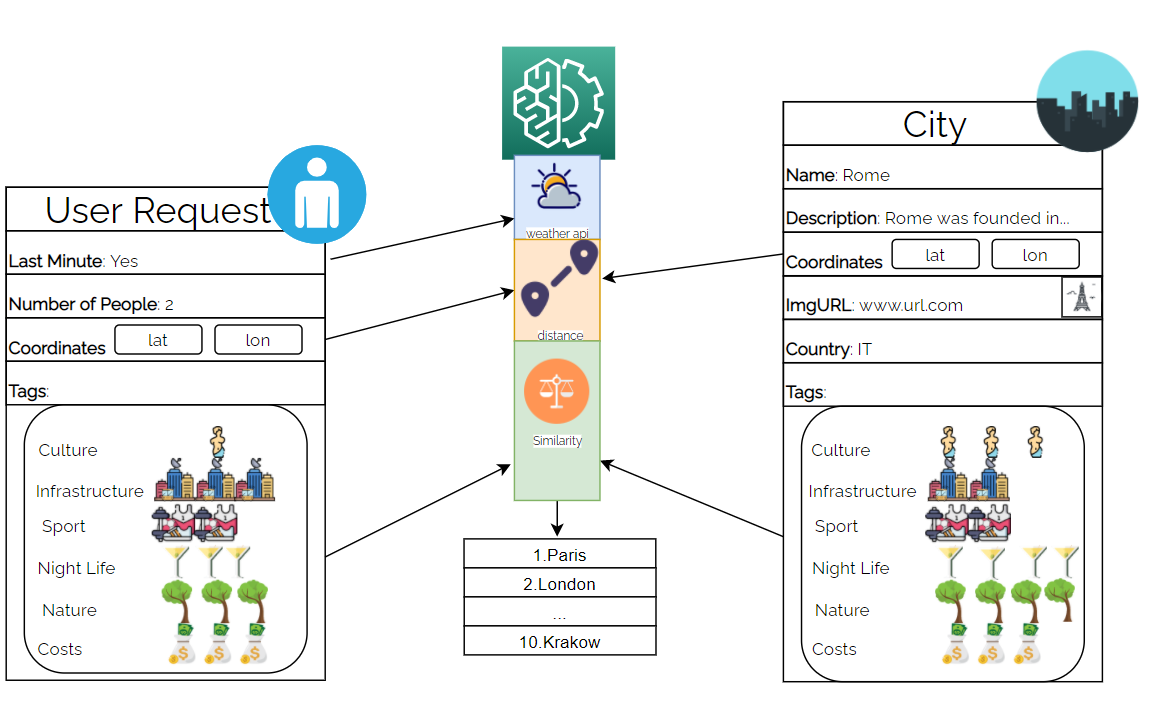 User Request
Last Minute: Yes
Number of People: 2
Coordinates lat lon
Tags:
Culture
Infrastructure
Sport
Night Life
Nature
Costs
weather api
distance
Similarity
1.Paris
2.London
...
10.Krakow
City
Name: Rome
Description: Rome was founded in...
Coordinates lat lon
ImgURL: www.url.com
Country: IT
Tags:
Culture
Infrastructure
Sport
Night Life
Nature
Costs